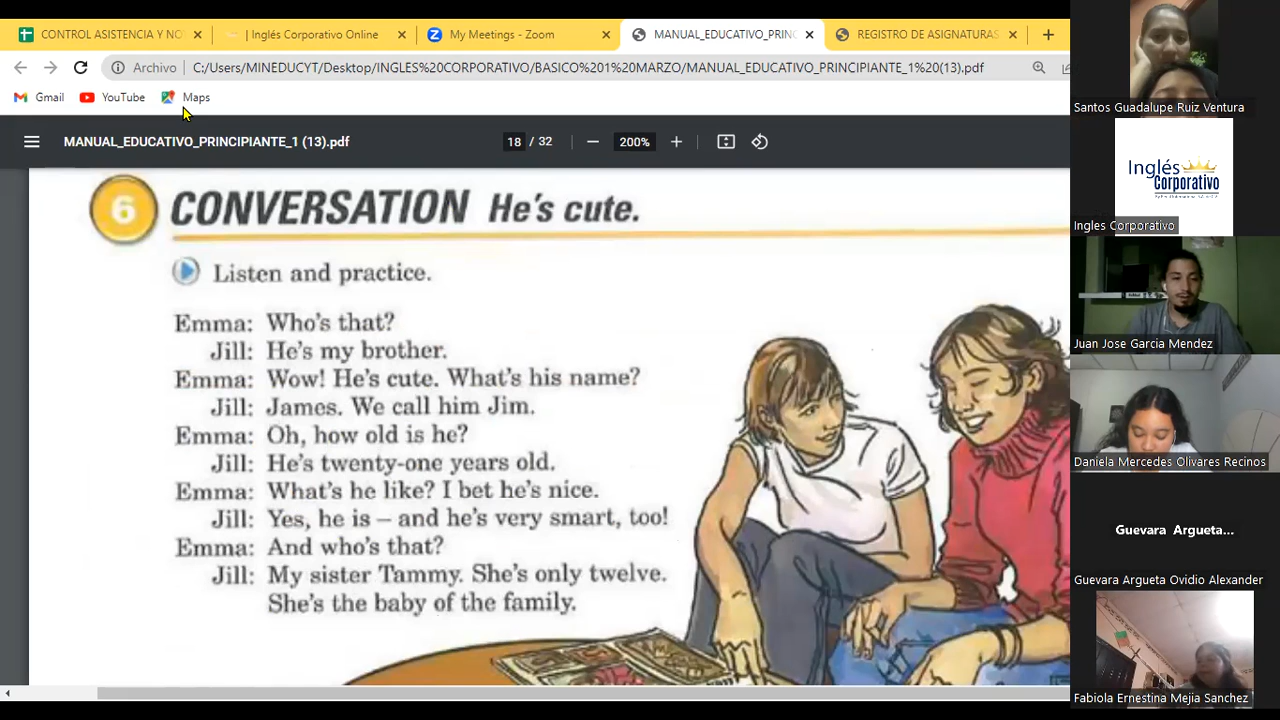 CONTROL ASISTENCIA Y NO
Inglés Corporativo Online
My Meetings - Zoom
MANUAL_EDUCATIVO_PRINC
REGISTRO DE ASIGNATURAS
Archivo
C:/Users/MINEDUCYT/Desktop/INGLES%20CORPORATIVO/BASICO%201%20MARZO/MANUAL_EDUCATIVO_PRINCIPIANTE_1%20(13).pdf
Gmail
YouTube
Maps
MANUAL_EDUCATIVO_PRINCIPIANTE_1 (13).pdf
18 / 32
200%
6 CONVERSATION He's cute.
Listen and practice.
Emma: Who's that?
Jill: He's my brother.
Emma: Wow! He's cute. What's his name?
Jill: James. We call him Jim.
Emma: Oh, how old is he?
Jill: He's twenty-one years old.
Emma: What's he like? I bet he's nice.
Jill: Yes, he is – and he's very smart, too!
Emma: And who's that?
Jill: My sister Tammy. She's only twelve.
She's the baby of the family.
Santos Guadalupe Ruiz Ventura
Inglés
Corporativo
Ingles Corporativo
Juan Jose Garcia Mendez
Daniela Mercedes Olivares Recinos
Guevara Argueta...
Guevara Argueta Ovidio Alexander
Fabiola Ernestina Mejia Sanchez